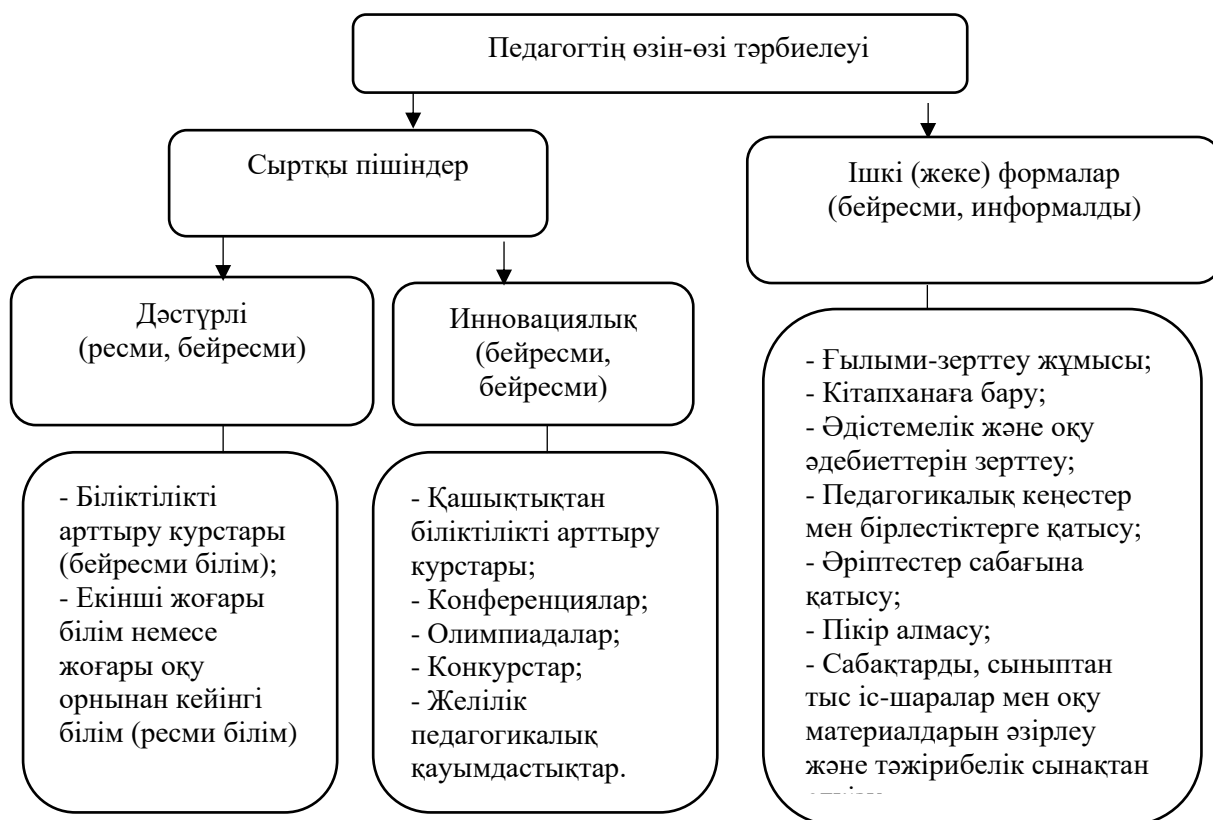 Педагогтің өзін-өзі тәрбиелеуі
Сыртқы пішіндер
Ішкі (жеке) формалар
(бейресми, информалды)
Дәстүрлі
(ресми, бейресми)
Инновациялық
(бейресми,
бейресми)
- Біліктілікті
арттыру курстары
(бейресми білім);
- Екінші жоғары
білім немесе
жоғары оқу
орнынан кейінгі
білім (ресми білім)
- Қашықтықтан
біліктілікті арттыру
курстары;
- Конференциялар;
- Олимпиадалар;
- Конкурстар;
- Желілік
педагогикалық
қауымдастықтар.
- Ғылыми-зерттеу жұмысы;
- Кітапханаға бару;
- Әдістемелік және оқу
әдебиеттерін зерттеу;
- Педагогикалық кеңестер
мен бірлестіктерге қатысу;
- Әріптестер сабағына
қатысу;
- Пікір алмасу;
- Сабақтарды, сыныптан
тыс іс-шаралар мен оқу
материалдарын әзірлеу
және тәжірибелік сынақтан